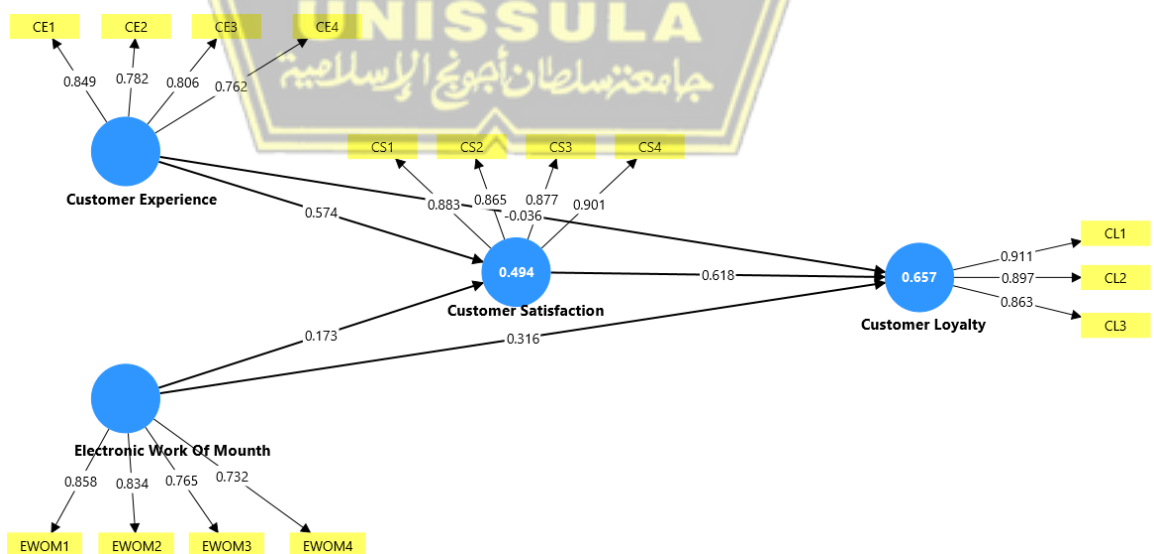 UNISSULA
جامعتسلطان أجونج الإسلامية
CE1 CE2 CE3 CE4
0.849 0.782 0.806 0.762
Customer Experience
CS1 CS2 CS3 CS4
0.883 0.865 0.877 0.901
0.574
-0.036
0.494
Customer Satisfaction
0.618
0.657
Customer Loyalty
0.911
0.897
0.863
CL1
CL2
CL3
0.173
0.316
Electronic Work Of Mounth
0.858 0.834 0.765 0.732
EWOM1 EWOM2 EWOM3 EWOM4